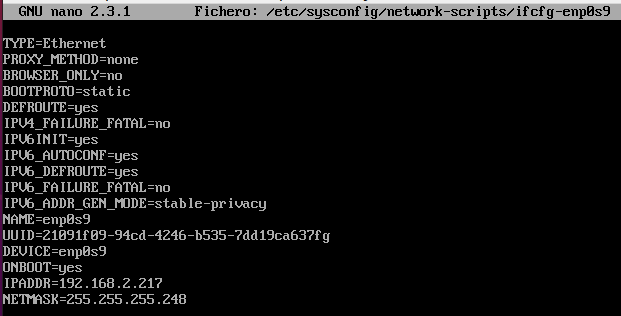 GNU nano 2.3.1 Fichero: /etc/sysconfig/network-scripts/ifcfg-enp0s9
TYPE=Ethernet
PROXY_METHOD=none
BROWSER_ONLY=no
BOOTPROTO=static
DEFROUTE=yes
IPV4_FAILURE_FATAL=no
IPV6INIT=yes
IPV6_AUTOCONF=yes
IPV6_DEFROUTE=yes
IPV6_FAILURE_FATAL=no
IPV6_ADDR_GEN_MODE=stable-privacy
NAME=enp0s9
UUID=21091f09-94cd-4246-b535-7dd19ca637fg
DEVICE=enp0s9
ONBOOT=yes
IPADDR=192.168.2.217
NETMASK=255.255.255.248